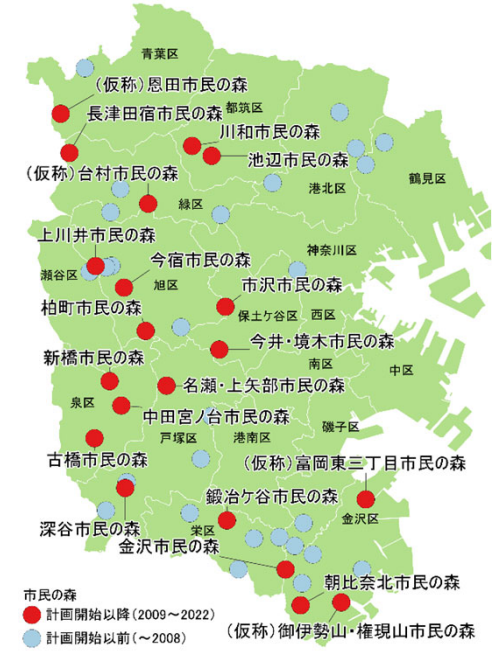 青葉区
(仮称)恩田市民の森
長津田宿市民の森
都筑区
川和市民の森
池辺市民の森
(仮称)台村市民の森
港北区
鶴見区
緑区
上川井市民の森
神奈川区
今宿市民の森
瀬谷区
旭区
市沢市民の森
柏町市民の森
保土ケ谷区
西区
今井・境木市民の森
新橋市民の森
南区
中区
名瀬・上矢部市民の森
泉区
中田宮ノ台市民の森
磯子区
戸塚区
港南区
古橋市民の森
(仮称)富岡東三丁目市民の森
鍛冶ケ谷市民の森
金沢区
深谷市民の森
栄区
金沢市民の森
朝比奈北市民の森
市民の森
計画開始以降(2009〜2022)
計画開始以前(〜2008)
(仮称)御伊勢山・権現山市民の森